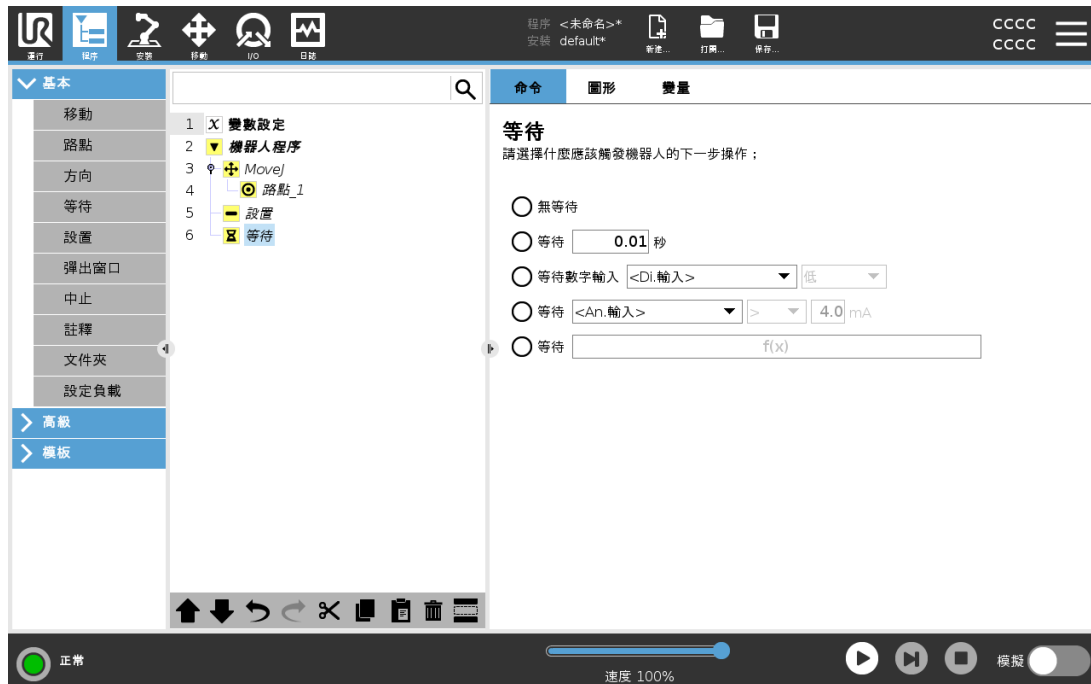 程序 <未命名>*
安裝 default*
cccc
cccc
運行
程序
安裝
移動
I/O
日誌
新建...
打開...
保存...
基本
移動
路點
方向
等待
設置
彈出窗口
中止
註釋
文件夾
設定負載
高級
模板
1 X 變數設定
2 機器人程序
3 MoveJ
4 路點_1
5 設置
6 等待
命令 圖形 變量
等待
請選擇什麼應該觸發機器人的下一步操作；
無等待
等待 0.01 秒
等待數字輸入 <Di.輸入> 低
等待 <An.輸入> > 4.0 mA
等待 f(x)
正常
速度 100%
模擬